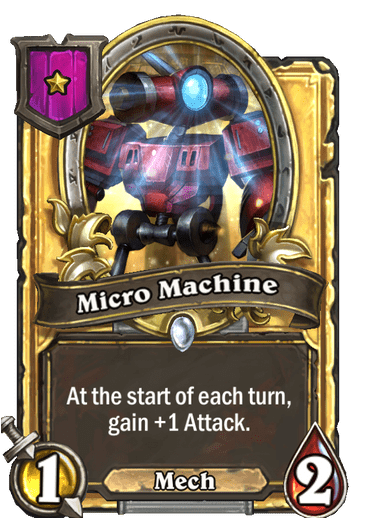 Micro Machine
At the start of each turn,
gain +1 Attack.
1
Mech
2